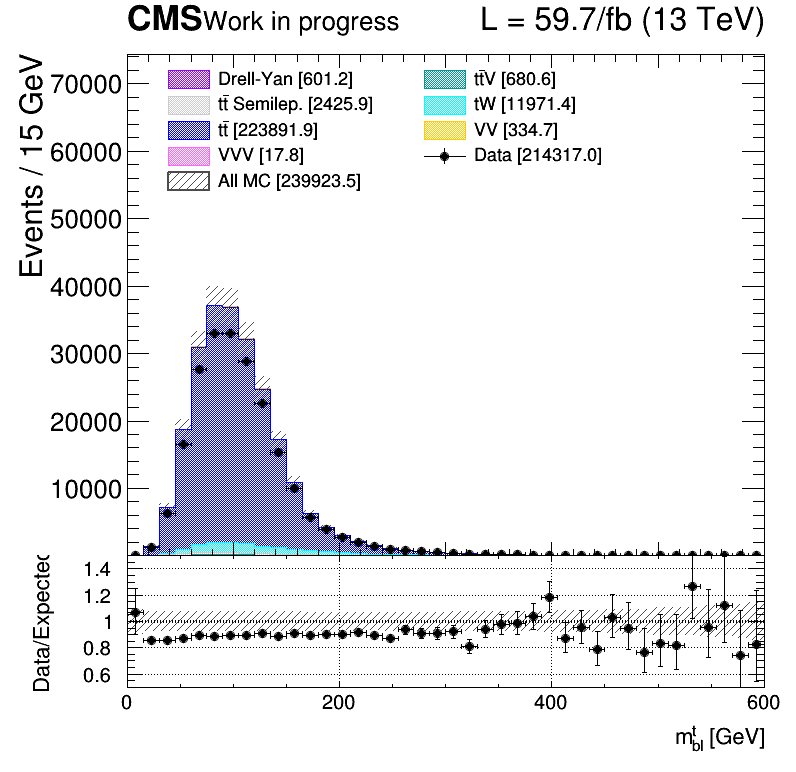 CMS Work in progress L = 59.7/fb (13 TeV)
Events / 15 GeV
70000
60000
50000
40000
30000
20000
10000
Drell-Yan [601.2]
tt̄ Semilep. [2425.9]
tt̄ [223891.9]
VVV [17.8]
All MC [239923.5]
tt̄V [680.6]
tW [11971.4]
VV [334.7]
Data [214317.0]
Data/Expected
1.4
1.2
1
0.8
0.6
0 200 400 600
m^t_bl [GeV]